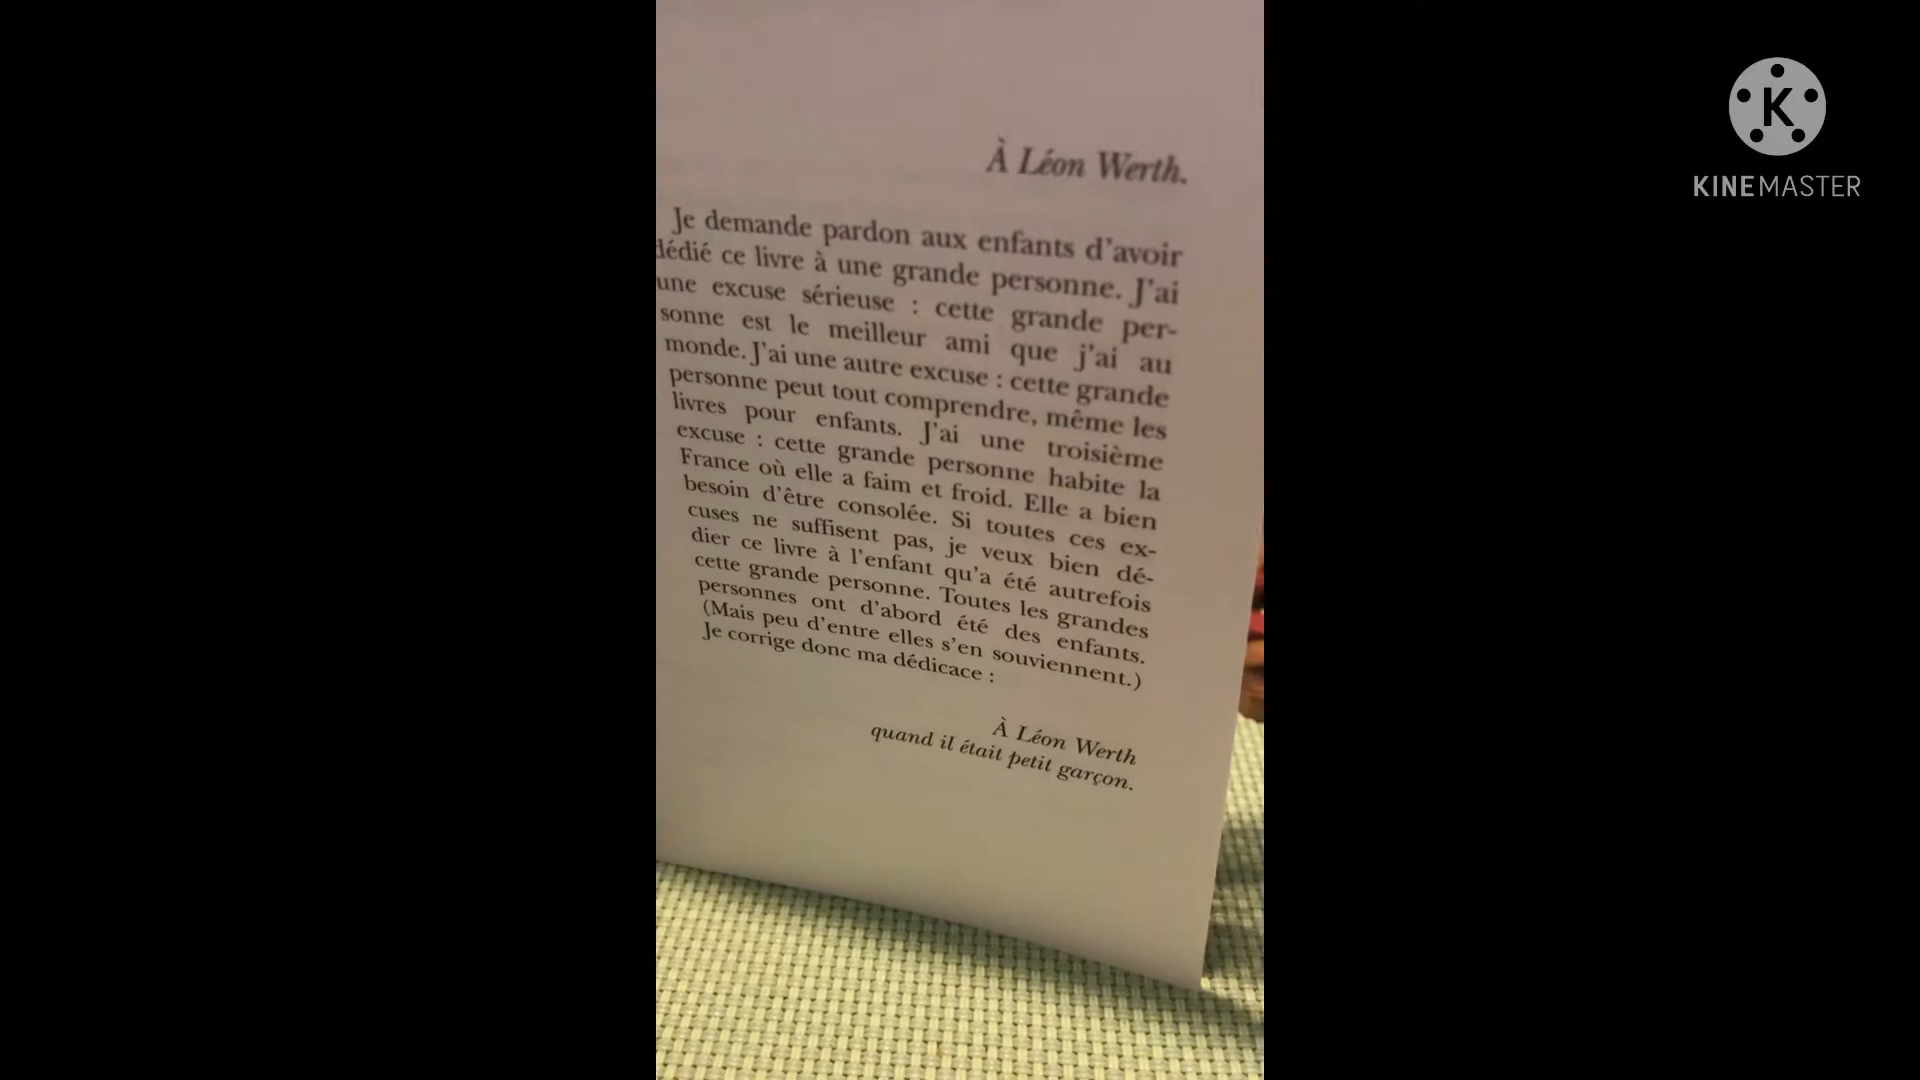 À Léon Werth.
Je demande pardon aux enfants d'avoir
dédié ce livre à une grande personne. J'ai
une excuse sérieuse : cette grande per-
sonne est le meilleur ami que j'ai au
monde. J'ai une autre excuse : cette grande
personne peut tout comprendre, même les
livres pour enfants. J'ai une troisième
excuse : cette grande personne habite la
France où elle a faim et froid. Elle a bien
besoin d'être consolée. Si toutes ces ex-
cuses ne suffisent pas, je veux bien dé-
dier ce livre à l'enfant qu'a été autrefois
cette grande personne. Toutes les grandes
personnes ont d'abord été des enfants.
(Mais peu d'entre elles s'en souviennent.)
Je corrige donc ma dédicace :
À Léon Werth
quand il était petit garçon.
K
KINEMASTER